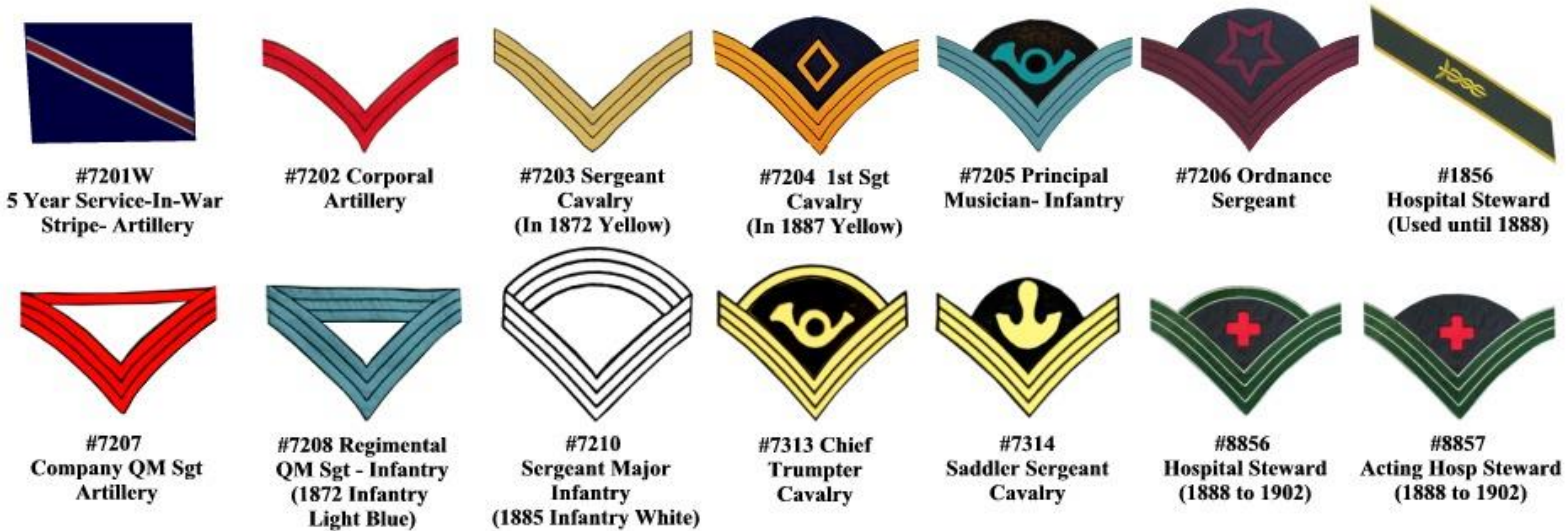 #7201W
5 Year Service-In-War
Stripe- Artillery
#7202 Corporal
Artillery
#7203 Sergeant
Cavalry
(In 1872 Yellow)
#7204 1st Sgt
Cavalry
(In 1887 Yellow)
#7205 Principal
Musician- Infantry
#7206 Ordnance
Sergeant
#1856
Hospital Steward
(Used until 1888)
#7207
Company QM Sgt
Artillery
#7208 Regimental
QM Sgt - Infantry
(1872 Infantry
Light Blue)
#7210
Sergeant Major
Infantry
(1885 Infantry White)
#7313 Chief
Trumpter
Cavalry
#7314
Saddler Sergeant
Cavalry
#8856
Hospital Steward
(1888 to 1902)
#8857
Acting Hosp Steward
(1888 to 1902)